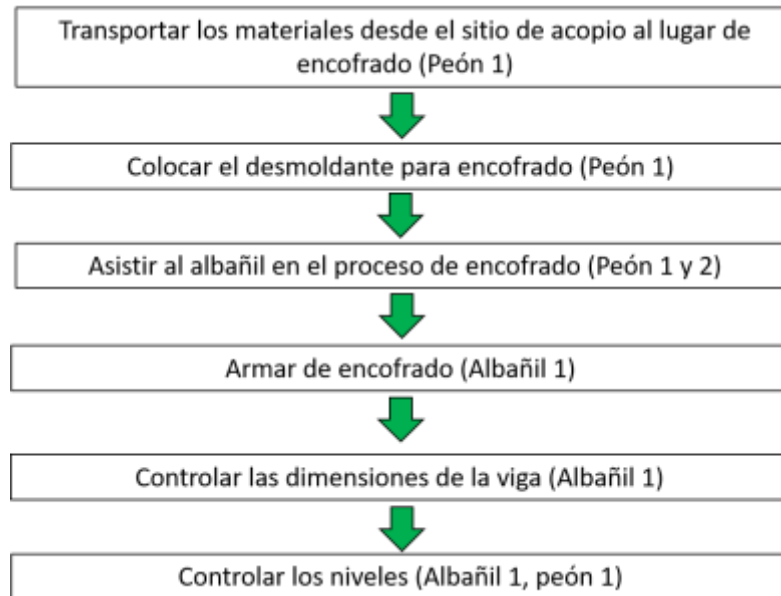 Transportar los materiales desde el sitio de acopio al lugar de
encofrado (Peón 1)
Colocar el desmoldante para encofrado (Peón 1)
Asistir al albañil en el proceso de encofrado (Peón 1 y 2)
Armar de encofrado (Albañil 1)
Controlar las dimensiones de la viga (Albañil 1)
Controlar los niveles (Albañil 1, peón 1)